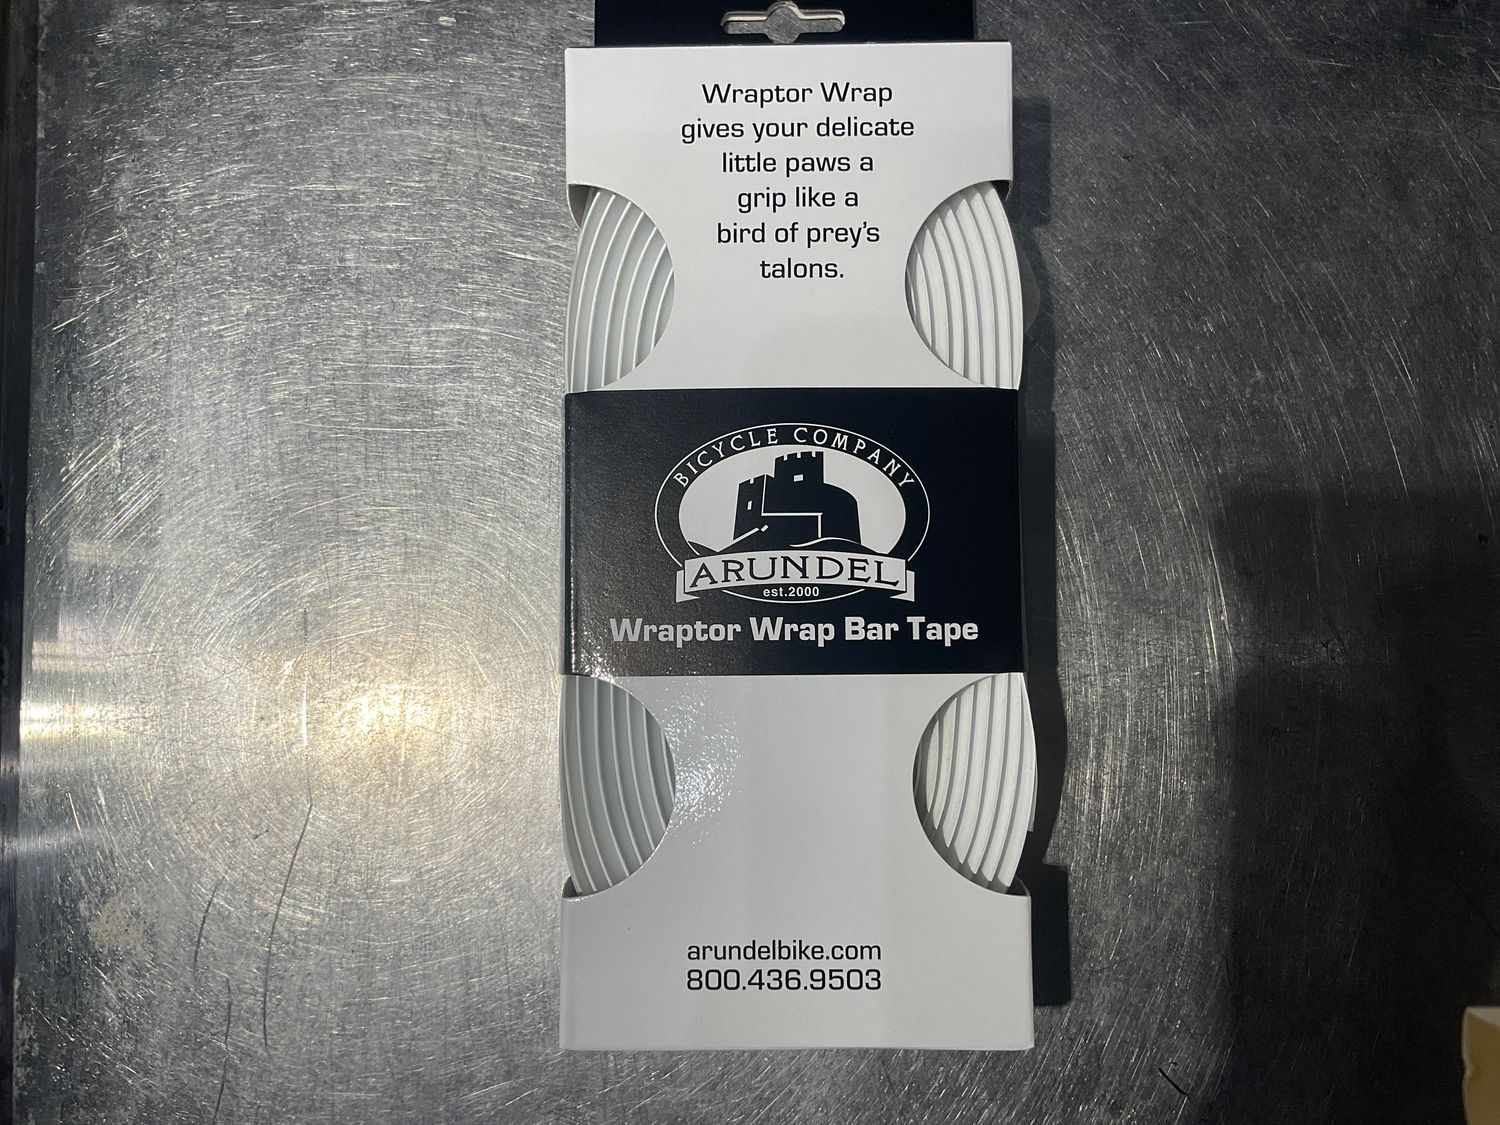 Wraptor Wrap
gives your delicate
little paws a
grip like a
bird of prey's
talons.
BICYCLE COMPANY
ARUNDEL
est.2000
Wraptor Wrap Bar Tape
arundelbike.com
800.436.9503